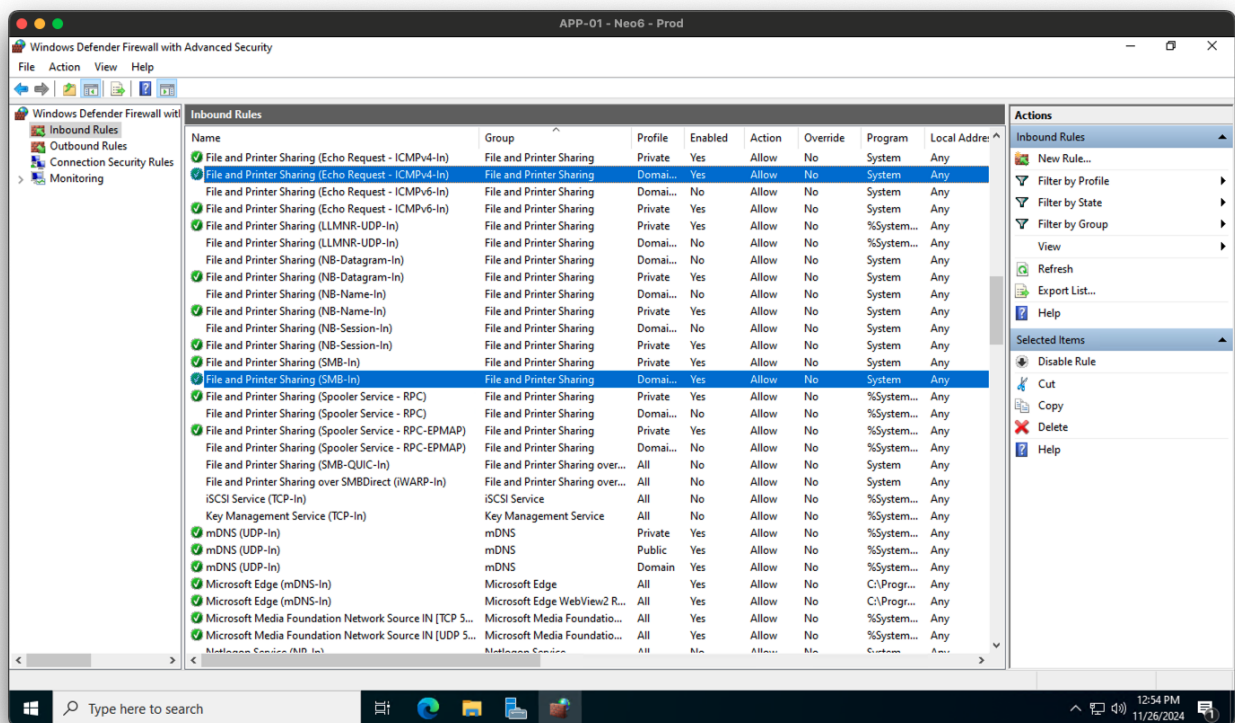 APP-01 - Neo6 - Prod
Windows Defender Firewall with Advanced Security
File Action View Help
Windows Defender Firewall witl
Inbound Rules
Outbound Rules
Connection Security Rules
Monitoring
Inbound Rules
Name Group Profile Enabled Action Override Program Local Addre
File and Printer Sharing (Echo Request - ICMPv4-In) File and Printer Sharing Private Yes Allow No System Any
File and Printer Sharing (Echo Request - ICMPv4-In) File and Printer Sharing Domai... Yes Allow No System Any
File and Printer Sharing (Echo Request - ICMPv6-In) File and Printer Sharing Domai... No Allow No System Any
File and Printer Sharing (Echo Request - ICMPv6-In) File and Printer Sharing Private Yes Allow No System Any
File and Printer Sharing (LLMNR-UDP-In) File and Printer Sharing Private Yes Allow No %System... Any
File and Printer Sharing (LLMNR-UDP-In) File and Printer Sharing Domai... No Allow No %System... Any
File and Printer Sharing (NB-Datagram-In) File and Printer Sharing Domai... No Allow No System Any
File and Printer Sharing (NB-Datagram-In) File and Printer Sharing Private Yes Allow No System Any
File and Printer Sharing (NB-Name-In) File and Printer Sharing Domai... No Allow No System Any
File and Printer Sharing (NB-Name-In) File and Printer Sharing Private Yes Allow No System Any
File and Printer Sharing (NB-Session-In) File and Printer Sharing Domai... No Allow No System Any
File and Printer Sharing (NB-Session-In) File and Printer Sharing Private Yes Allow No System Any
File and Printer Sharing (SMB-In) File and Printer Sharing Private Yes Allow No System Any
File and Printer Sharing (SMB-In) File and Printer Sharing Domai... Yes Allow No System Any
File and Printer Sharing (Spooler Service - RPC) File and Printer Sharing Private Yes Allow No %System... Any
File and Printer Sharing (Spooler Service - RPC) File and Printer Sharing Domai... No Allow No %System... Any
File and Printer Sharing (Spooler Service - RPC-EPMAP) File and Printer Sharing Private Yes Allow No %System... Any
File and Printer Sharing (Spooler Service - RPC-EPMAP) File and Printer Sharing Domai... No Allow No %System... Any
File and Printer Sharing (SMB-QUIC-In) File and Printer Sharing over... All No Allow No System Any
File and Printer Sharing over SMBDirect (iWARP-In) File and Printer Sharing over... All No Allow No System Any
iSCSI Service (TCP-In) iSCSI Service All No Allow No %System... Any
Key Management Service (TCP-In) Key Management Service All No Allow No %System... Any
mDNS (UDP-In) mDNS Private Yes Allow No %System... Any
mDNS (UDP-In) mDNS Public Yes Allow No %System... Any
mDNS (UDP-In) mDNS Domain Yes Allow No %System... Any
Microsoft Edge (mDNS-In) Microsoft Edge All Yes Allow No C:\Progr... Any
Microsoft Edge (mDNS-In) Microsoft Edge WebView2 R... All Yes Allow No C:\Progr... Any
Microsoft Media Foundation Network Source IN [TCP 5... Microsoft Media Foundatio... All Yes Allow No %System... Any
Microsoft Media Foundation Network Source IN [UDP 5... Microsoft Media Foundatio... All Yes Allow No %System... Any
Netlogon Service (NP-In) Netlogon Service All No Allow No System Any
Actions
Inbound Rules
New Rule...
Filter by Profile
Filter by State
Filter by Group
View
Refresh
Export List...
Help
Selected Items
Disable Rule
Cut
Copy
Delete
Help
Type here to search
12:54 PM
11/26/2024
1